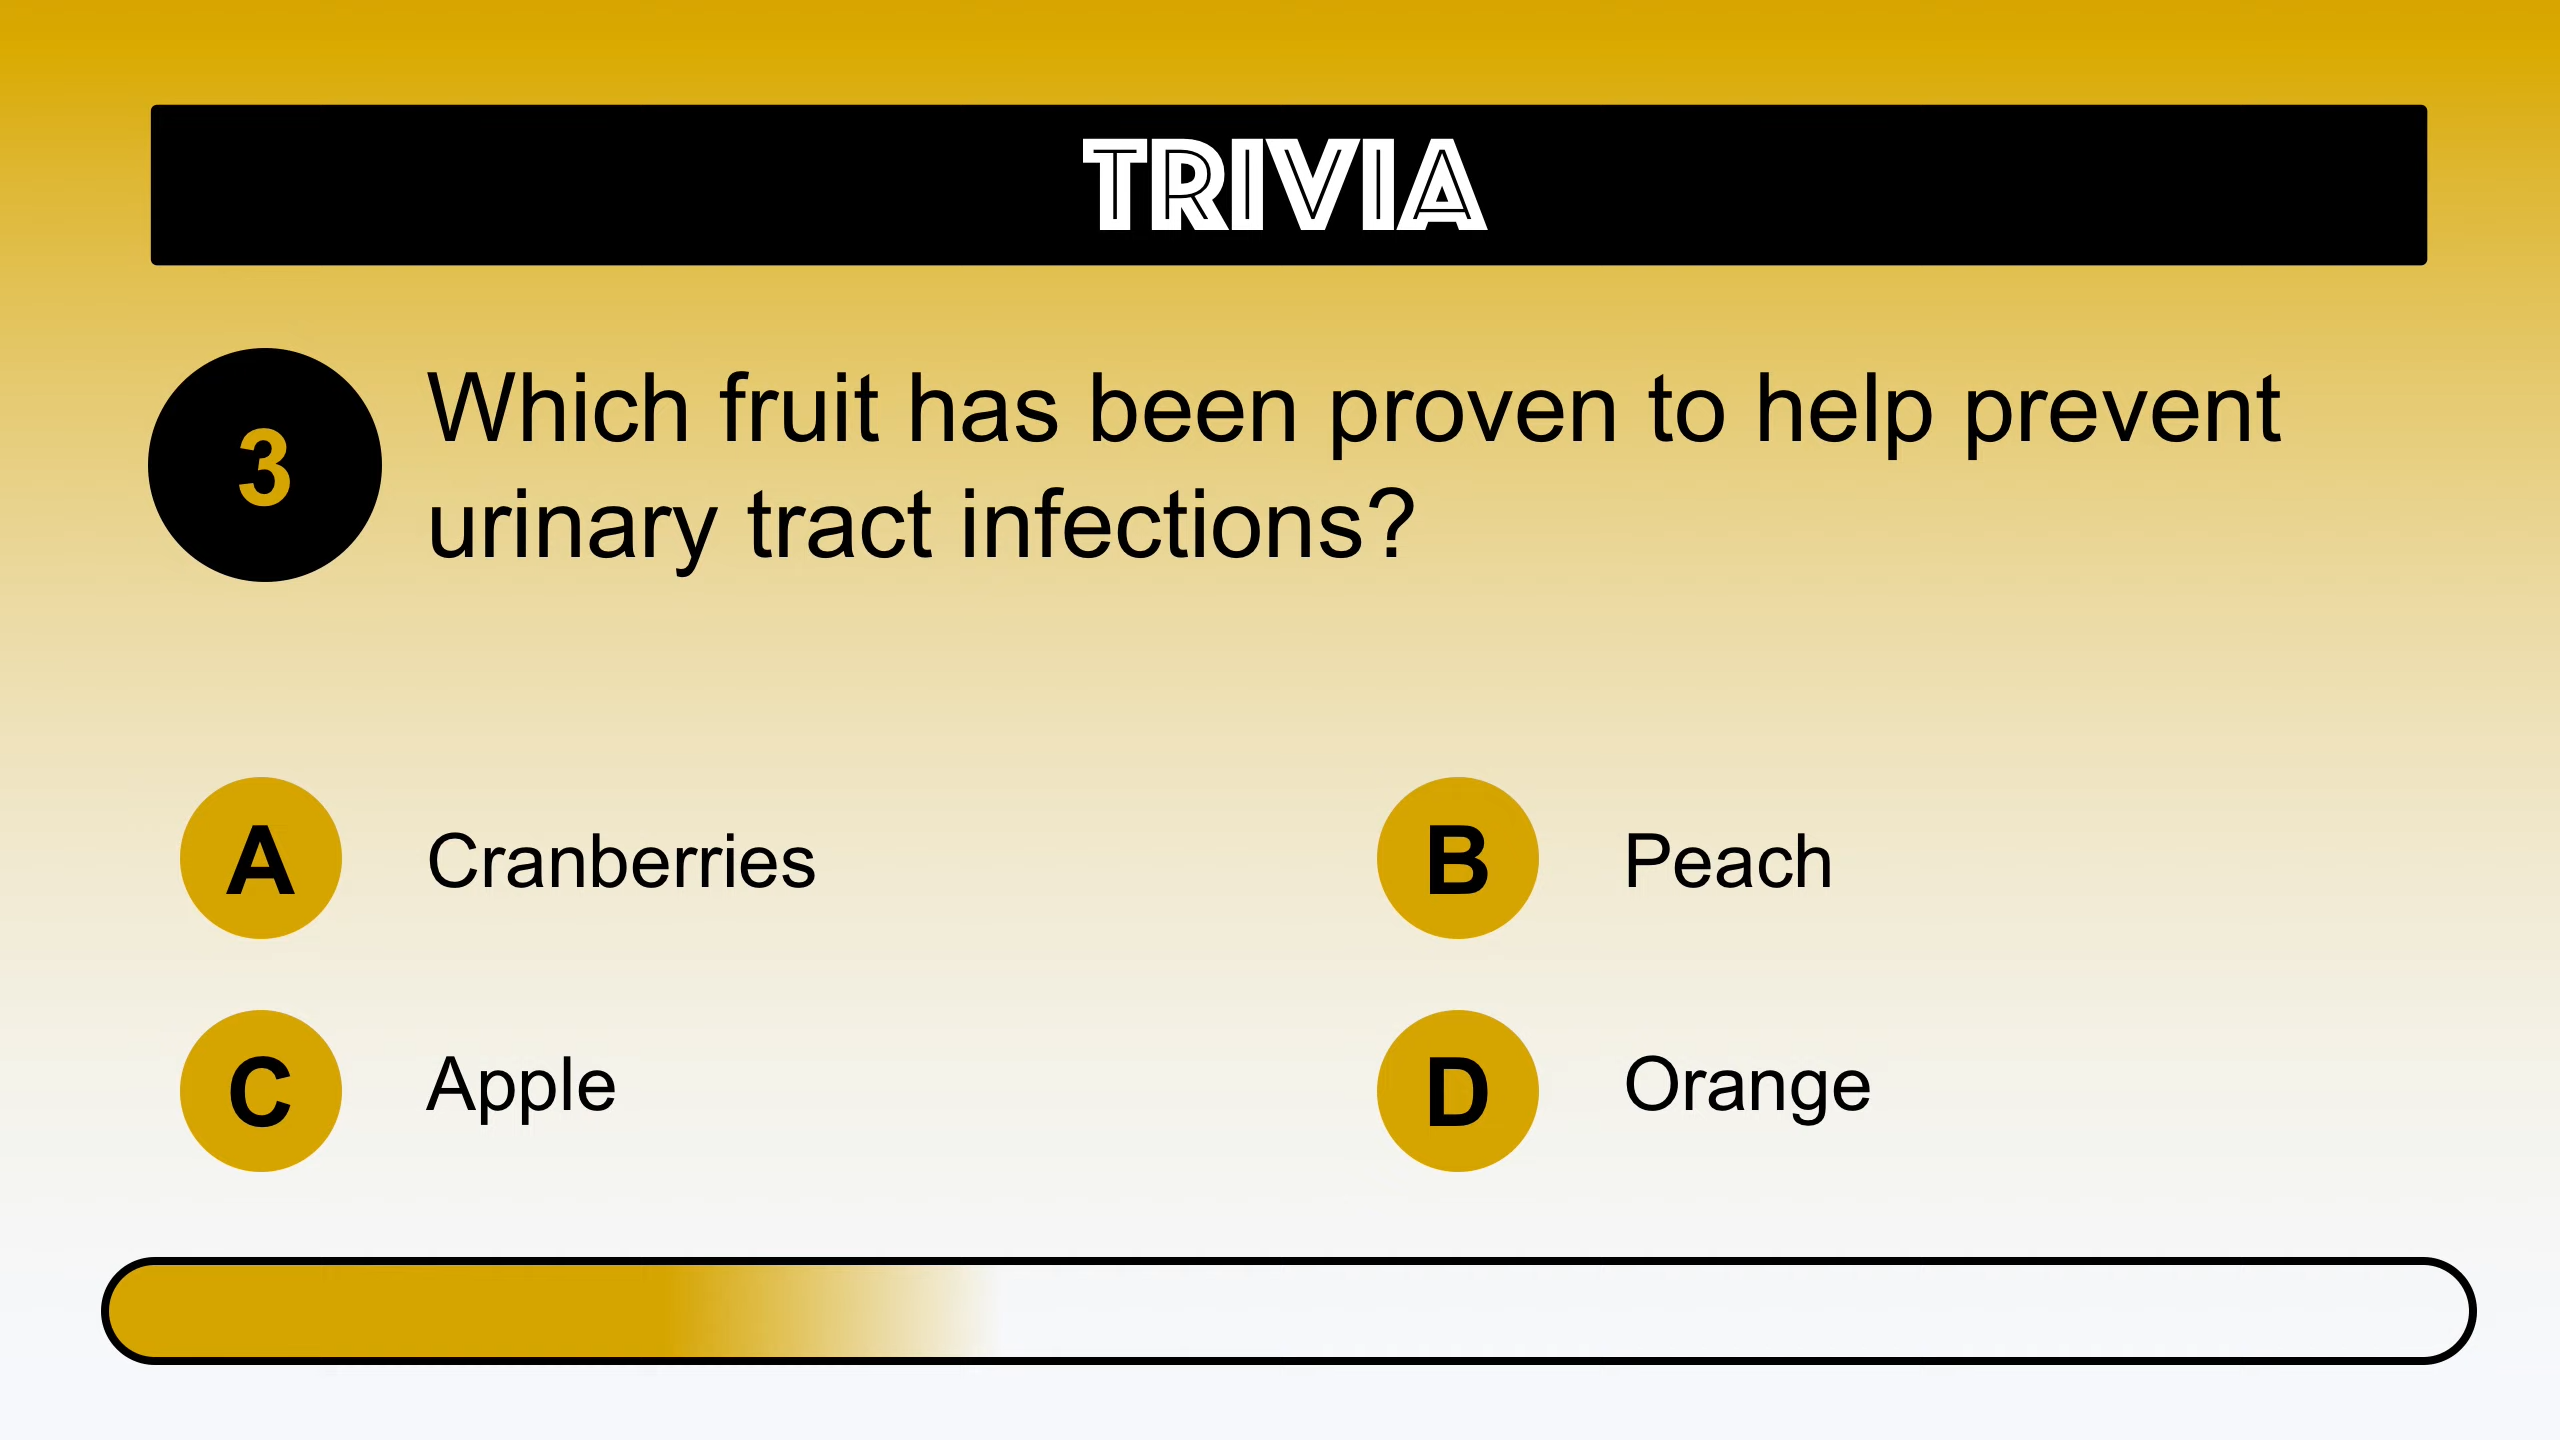 TRIVIA
3
Which fruit has been proven to help prevent
urinary tract infections?
A Cranberries
B Peach
C Apple
D Orange